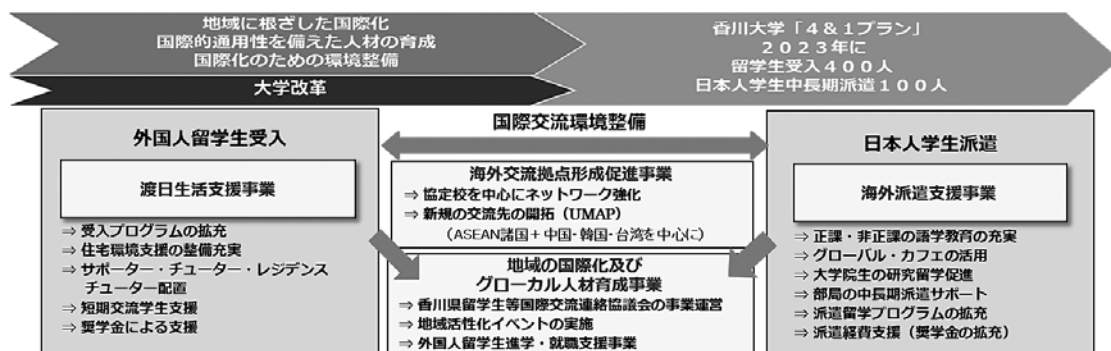 地域に根ざした国際化
国際的通用性を備えた人材の育成
国際化のための環境整備
大学改革
香川大学「4＆1プラン」
2023年に
留学生受入400人
日本人学生中長期派遣100人
外国人留学生受入
渡日生活支援事業
⇒ 受入プログラムの拡充
⇒ 住宅環境支援の整備充実
⇒ サポーター・チューター・レジデンス
チューター配置
⇒ 短期交流学生支援
⇒ 奨学金による支援
国際交流環境整備
海外交流拠点形成促進事業
⇒ 協定校を中心にネットワーク強化
⇒ 新規の交流先の開拓（UMAP）
（ASEAN諸国＋中国・韓国・台湾を中心に）
地域の国際化及び
グローカル人材育成事業
⇒ 香川県留学生等国際交流連絡協議会の事業運営
⇒ 地域活性化イベントの実施
⇒ 外国人留学生進学・就職支援事業
日本人学生派遣
海外派遣支援事業
⇒ 正課・非正課の語学教育の充実
⇒ グローバル・カフェの活用
⇒ 大学院生の研究留学促進
⇒ 部局の中長期派遣サポート
⇒ 派遣留学プログラムの拡充
⇒ 派遣経費支援（奨学金の拡充）